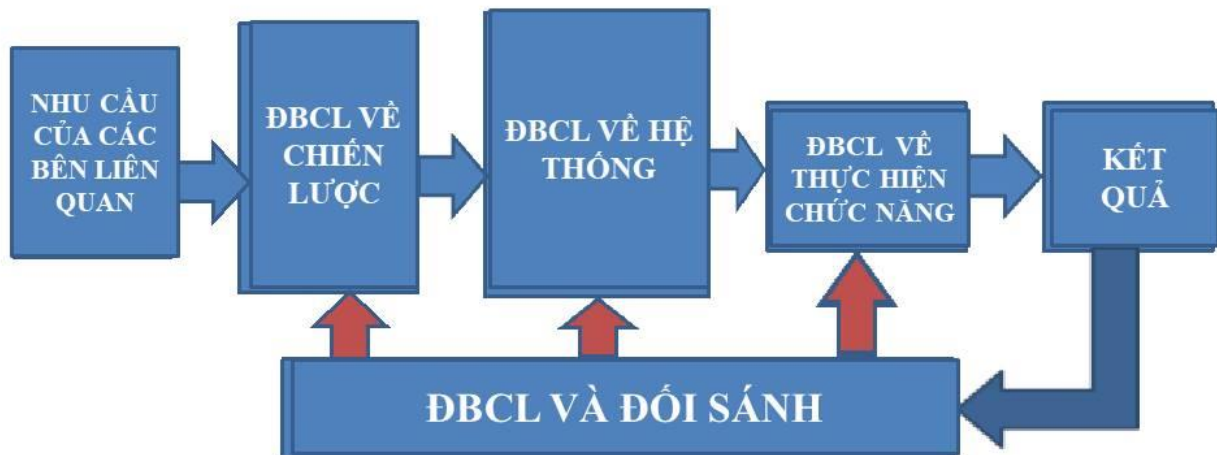 NHU CẦU
CỦA CÁC
BÊN LIÊN
QUAN
ĐBCL VỀ
CHIẾN
LƯỢC
ĐBCL VỀ HỆ
THỐNG
ĐBCL VỀ
THỰC HIỆN
CHỨC NĂNG
KẾT
QUẢ
ĐBCL VÀ ĐỐI SÁNH